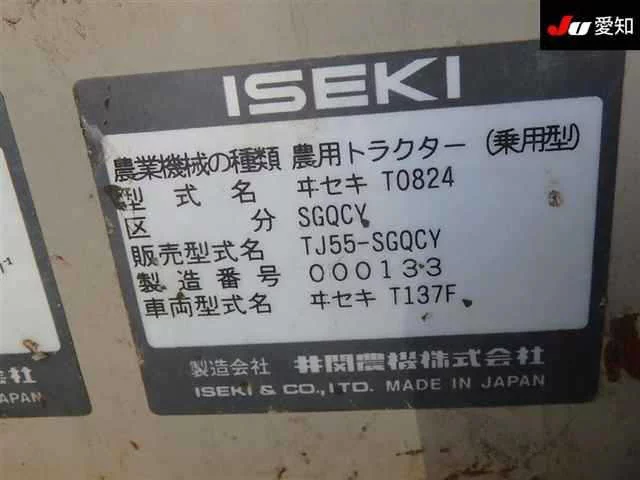 JU 愛知
ISEKI
農業機械の種類 農用トラクター (乗用型)
型式名 ヰセキ T0824
区分 SGQCY
販売型式名 TJ55-SGQCY
製造番号 000133
車両型式名 ヰセキ T137F
製造会社 井関農機株式会社
ISEKI & CO., LTD. MADE IN JAPAN
会社
APAN